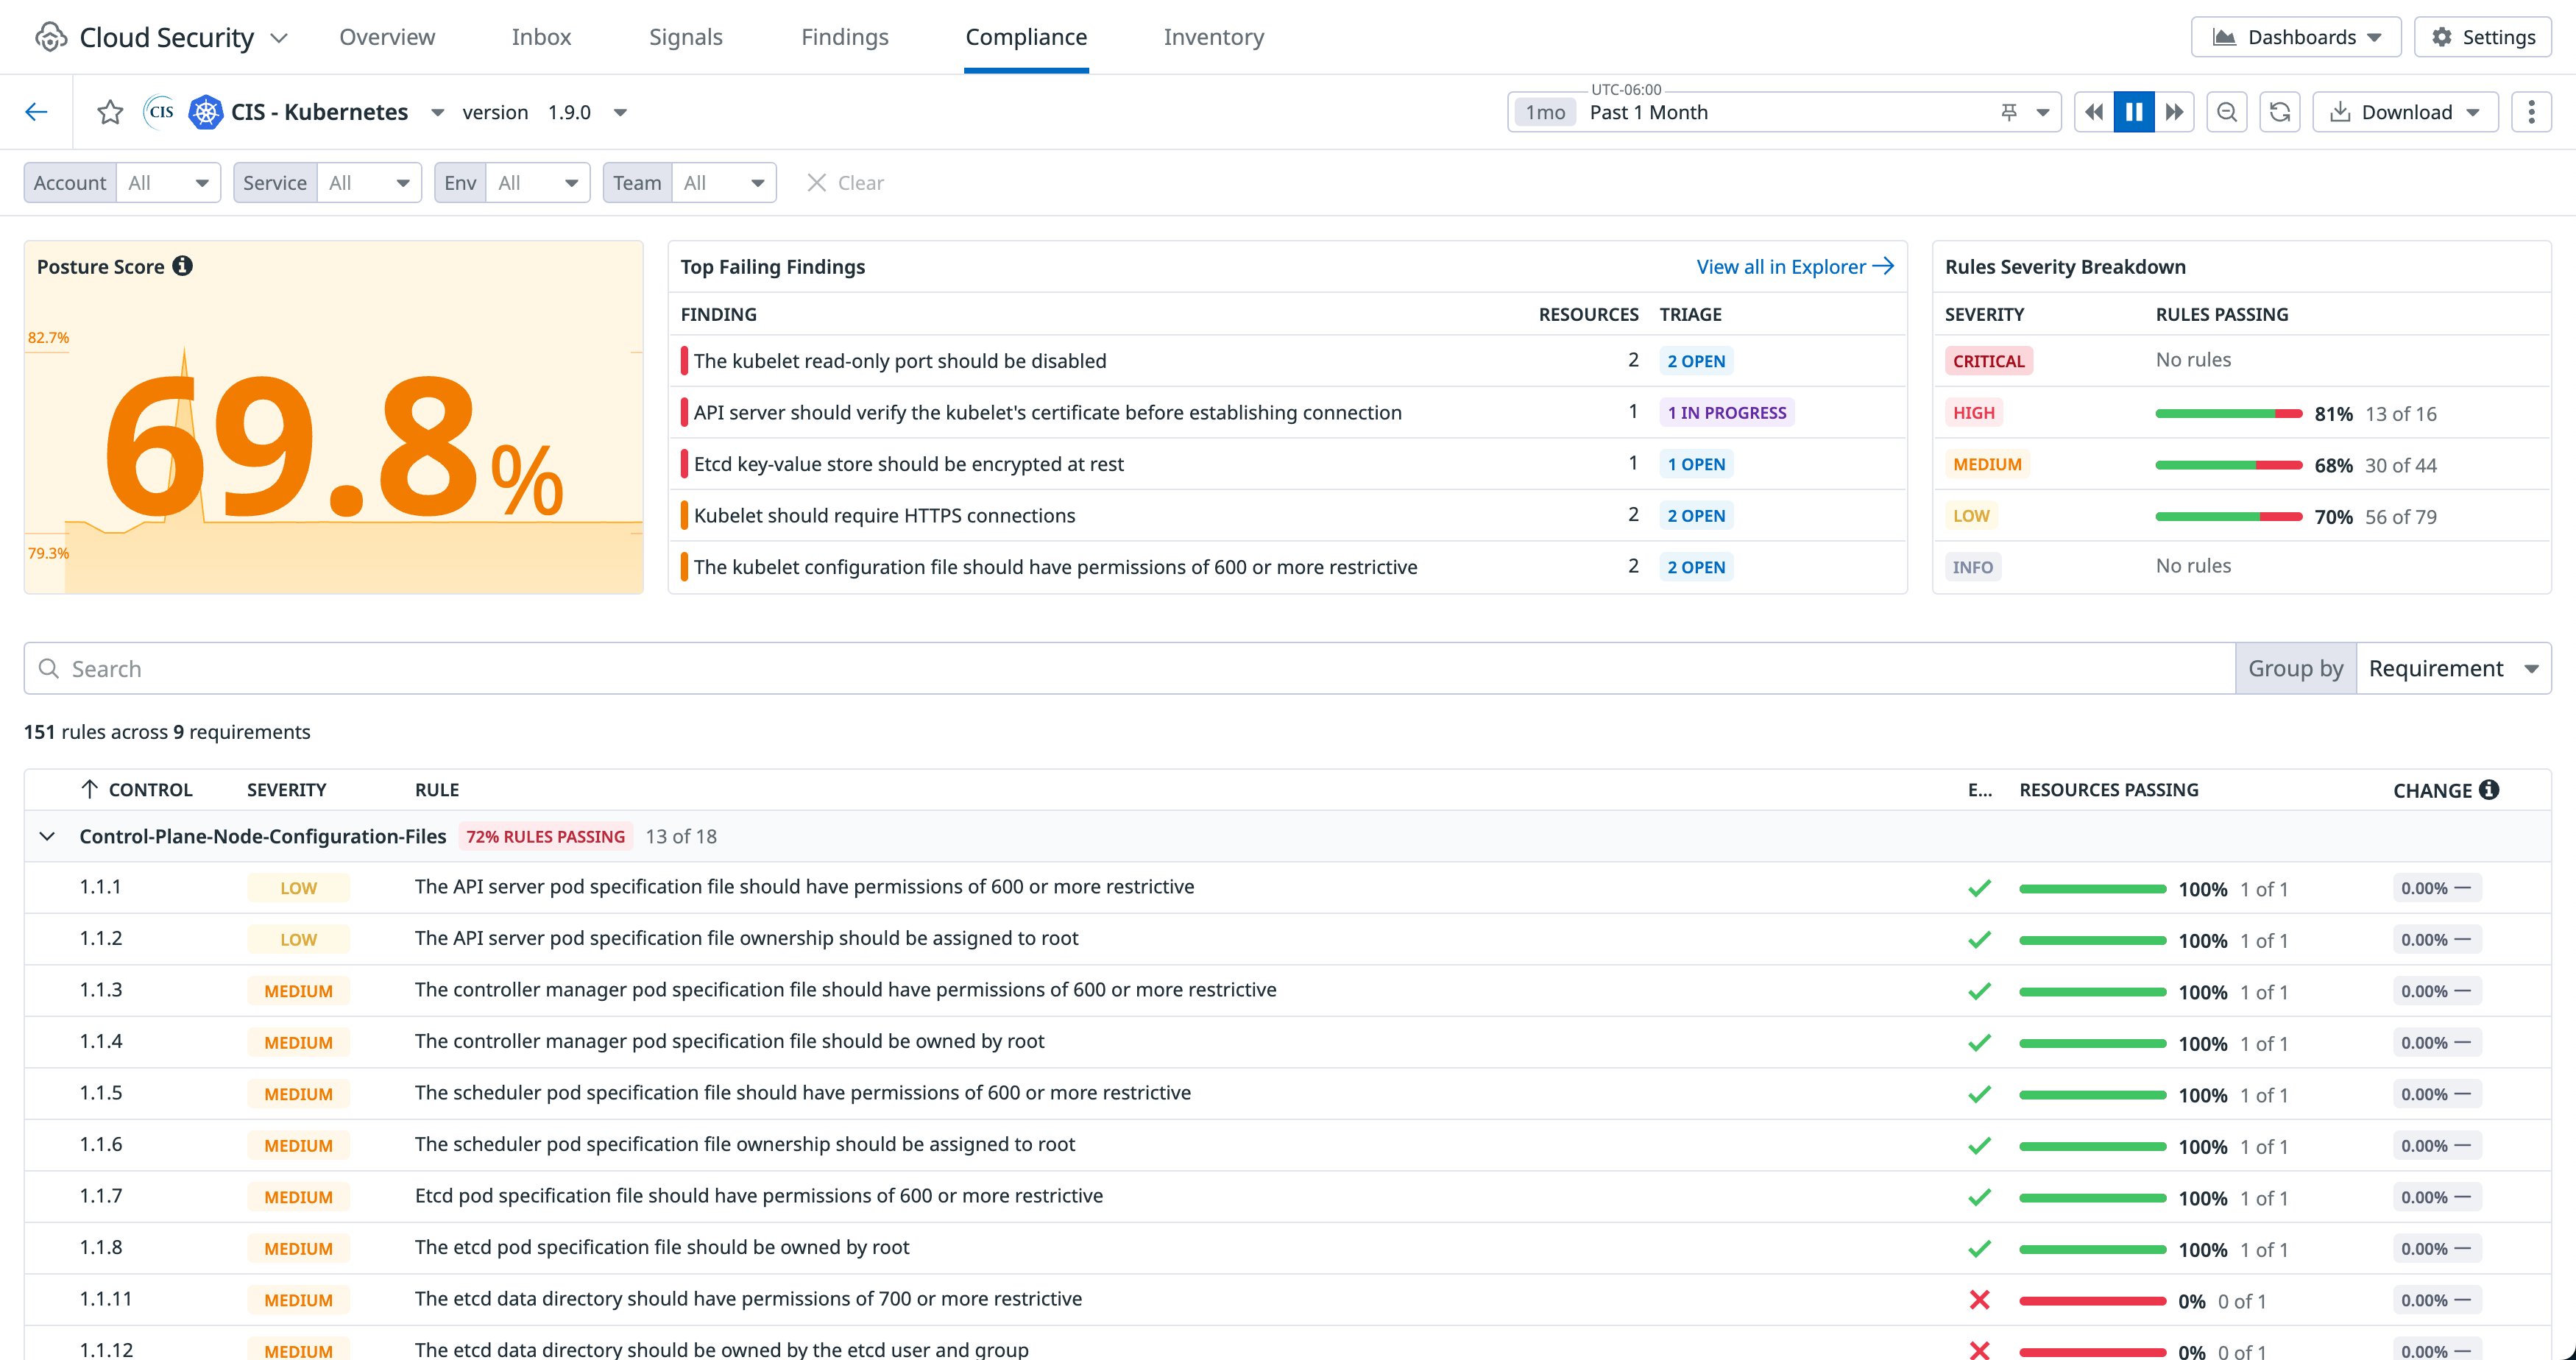 Cloud Security Overview Inbox Signals Findings Compliance Inventory Dashboards Settings
UTC-06:00
CIS CIS - Kubernetes version 1.9.0 1mo Past 1 Month Download
Account All Service All Env All Team All Clear
Posture Score
82.7%
69.8%
79.3%
Top Failing Findings View all in Explorer
FINDING RESOURCES TRIAGE
The kubelet read-only port should be disabled 2 2 OPEN
API server should verify the kubelet's certificate before establishing connection 1 1 IN PROGRESS
Etcd key-value store should be encrypted at rest 1 1 OPEN
Kubelet should require HTTPS connections 2 2 OPEN
The kubelet configuration file should have permissions of 600 or more restrictive 2 2 OPEN
Rules Severity Breakdown
SEVERITY RULES PASSING
CRITICAL No rules
HIGH 81% 13 of 16
MEDIUM 68% 30 of 44
LOW 70% 56 of 79
INFO No rules
Search Group by Requirement
151 rules across 9 requirements
CONTROL SEVERITY RULE E... RESOURCES PASSING CHANGE
Control-Plane-Node-Configuration-Files 72% RULES PASSING 13 of 18
1.1.1 LOW The API server pod specification file should have permissions of 600 or more restrictive 100% 1 of 1 0.00% —
1.1.2 LOW The API server pod specification file ownership should be assigned to root 100% 1 of 1 0.00% —
1.1.3 MEDIUM The controller manager pod specification file should have permissions of 600 or more restrictive 100% 1 of 1 0.00% —
1.1.4 MEDIUM The controller manager pod specification file should be owned by root 100% 1 of 1 0.00% —
1.1.5 MEDIUM The scheduler pod specification file should have permissions of 600 or more restrictive 100% 1 of 1 0.00% —
1.1.6 MEDIUM The scheduler pod specification file ownership should be assigned to root 100% 1 of 1 0.00% —
1.1.7 MEDIUM Etcd pod specification file should have permissions of 600 or more restrictive 100% 1 of 1 0.00% —
1.1.8 MEDIUM The etcd pod specification file should be owned by root 100% 1 of 1 0.00% —
1.1.11 MEDIUM The etcd data directory should have permissions of 700 or more restrictive 0% 0 of 1 0.00% —
1.1.12 MEDIUM The etcd data directory should be owned by the etcd user and group 0% 0 of 1 0.00% —